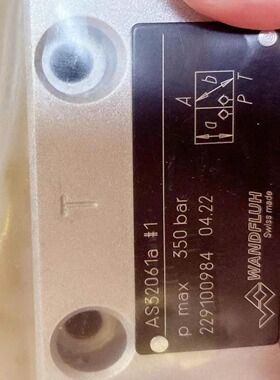 A
a b
P T
AS32061a #1
p max 350 bar
229100984 04.22
WANDFLUH
Swiss made
T